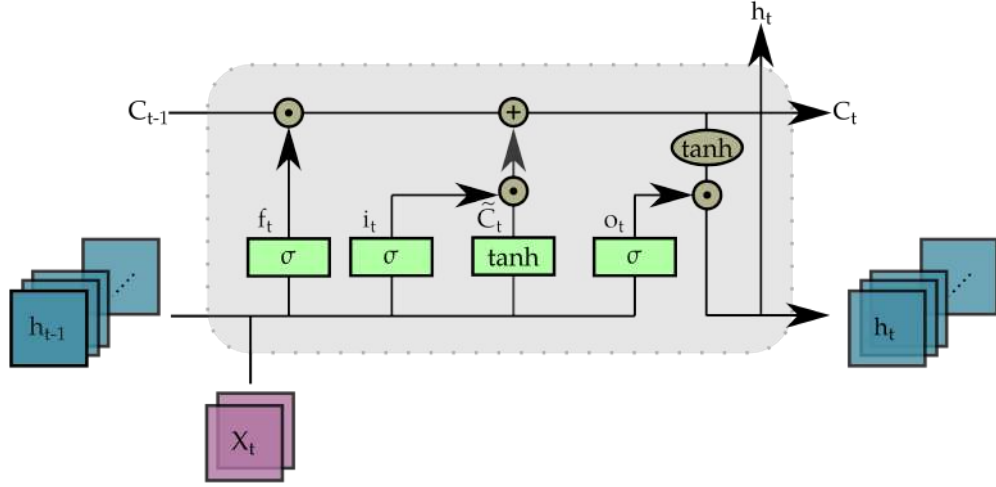 h_t
C_{t-1}
C_t
tanh
f_t
i_t
C̃_t
o_t
σ
σ
tanh
σ
h_{t-1}
h_t
X_t